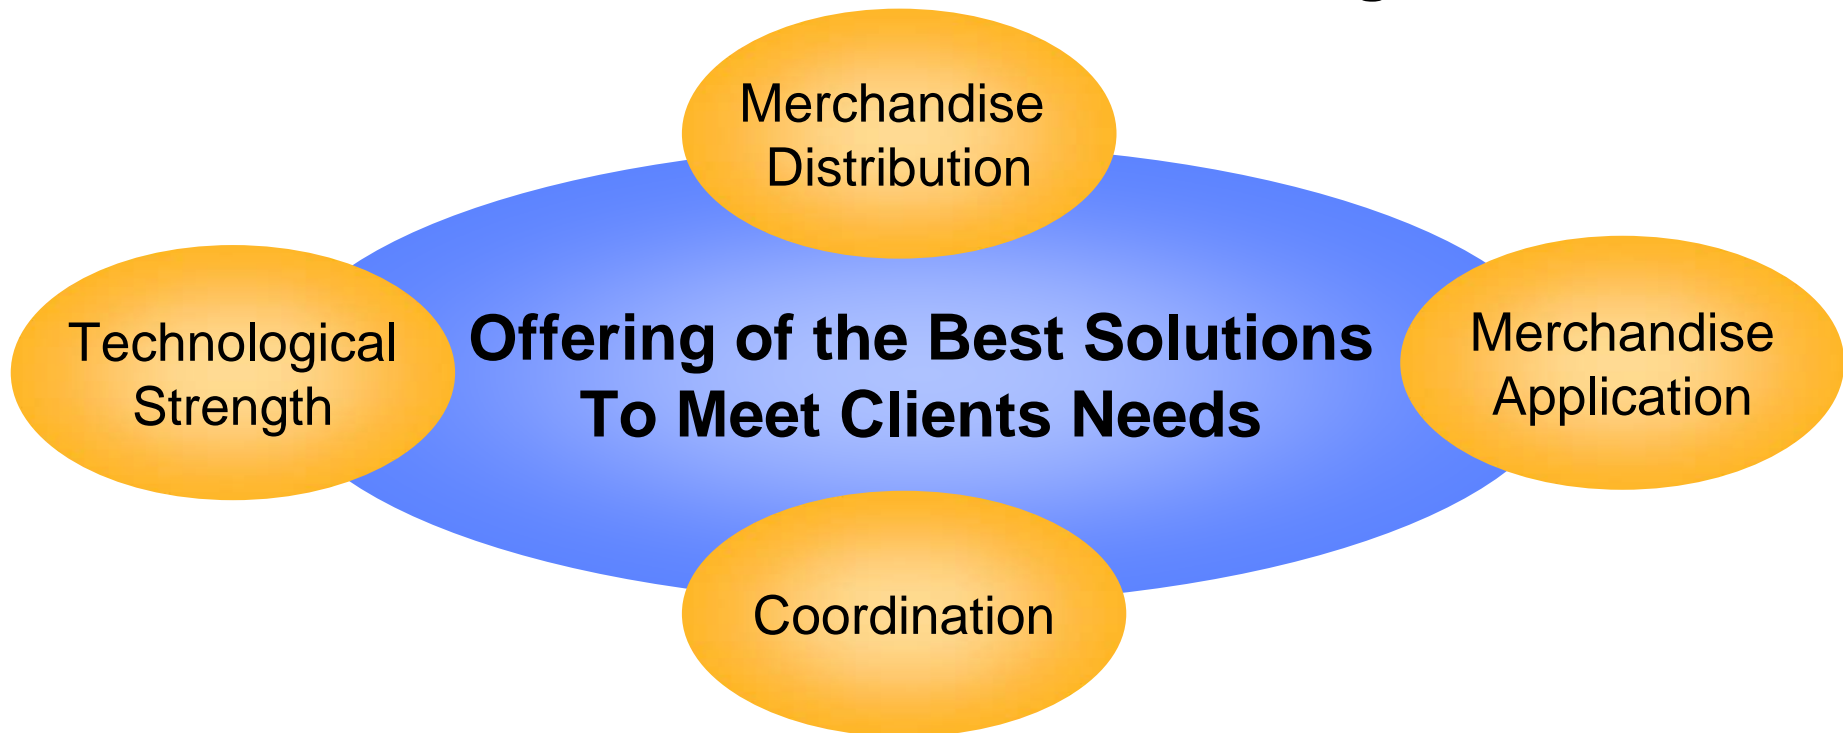 Merchandise
Distribution
Technological
Strength
Offering of the Best Solutions
To Meet Clients Needs
Merchandise
Application
Coordination